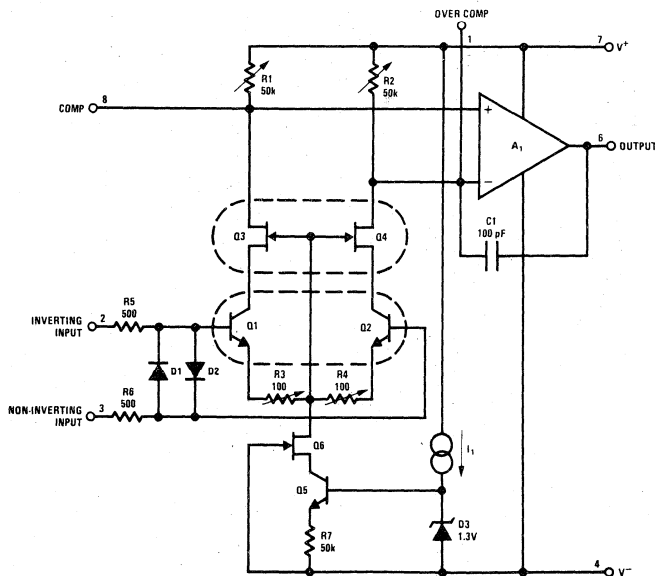 OVER COMP
1
7
V+
R1
50k
R2
50k
8
COMP
+
A1
6
OUTPUT
−
C1
100 pF
Q3
Q4
R5
500
INVERTING
INPUT
2
Q1
Q2
D1
D2
R3
100
R4
100
R6
500
NON-INVERTING
INPUT
3
Q6
I1
Q5
D3
1.3V
R7
50k
4
V−